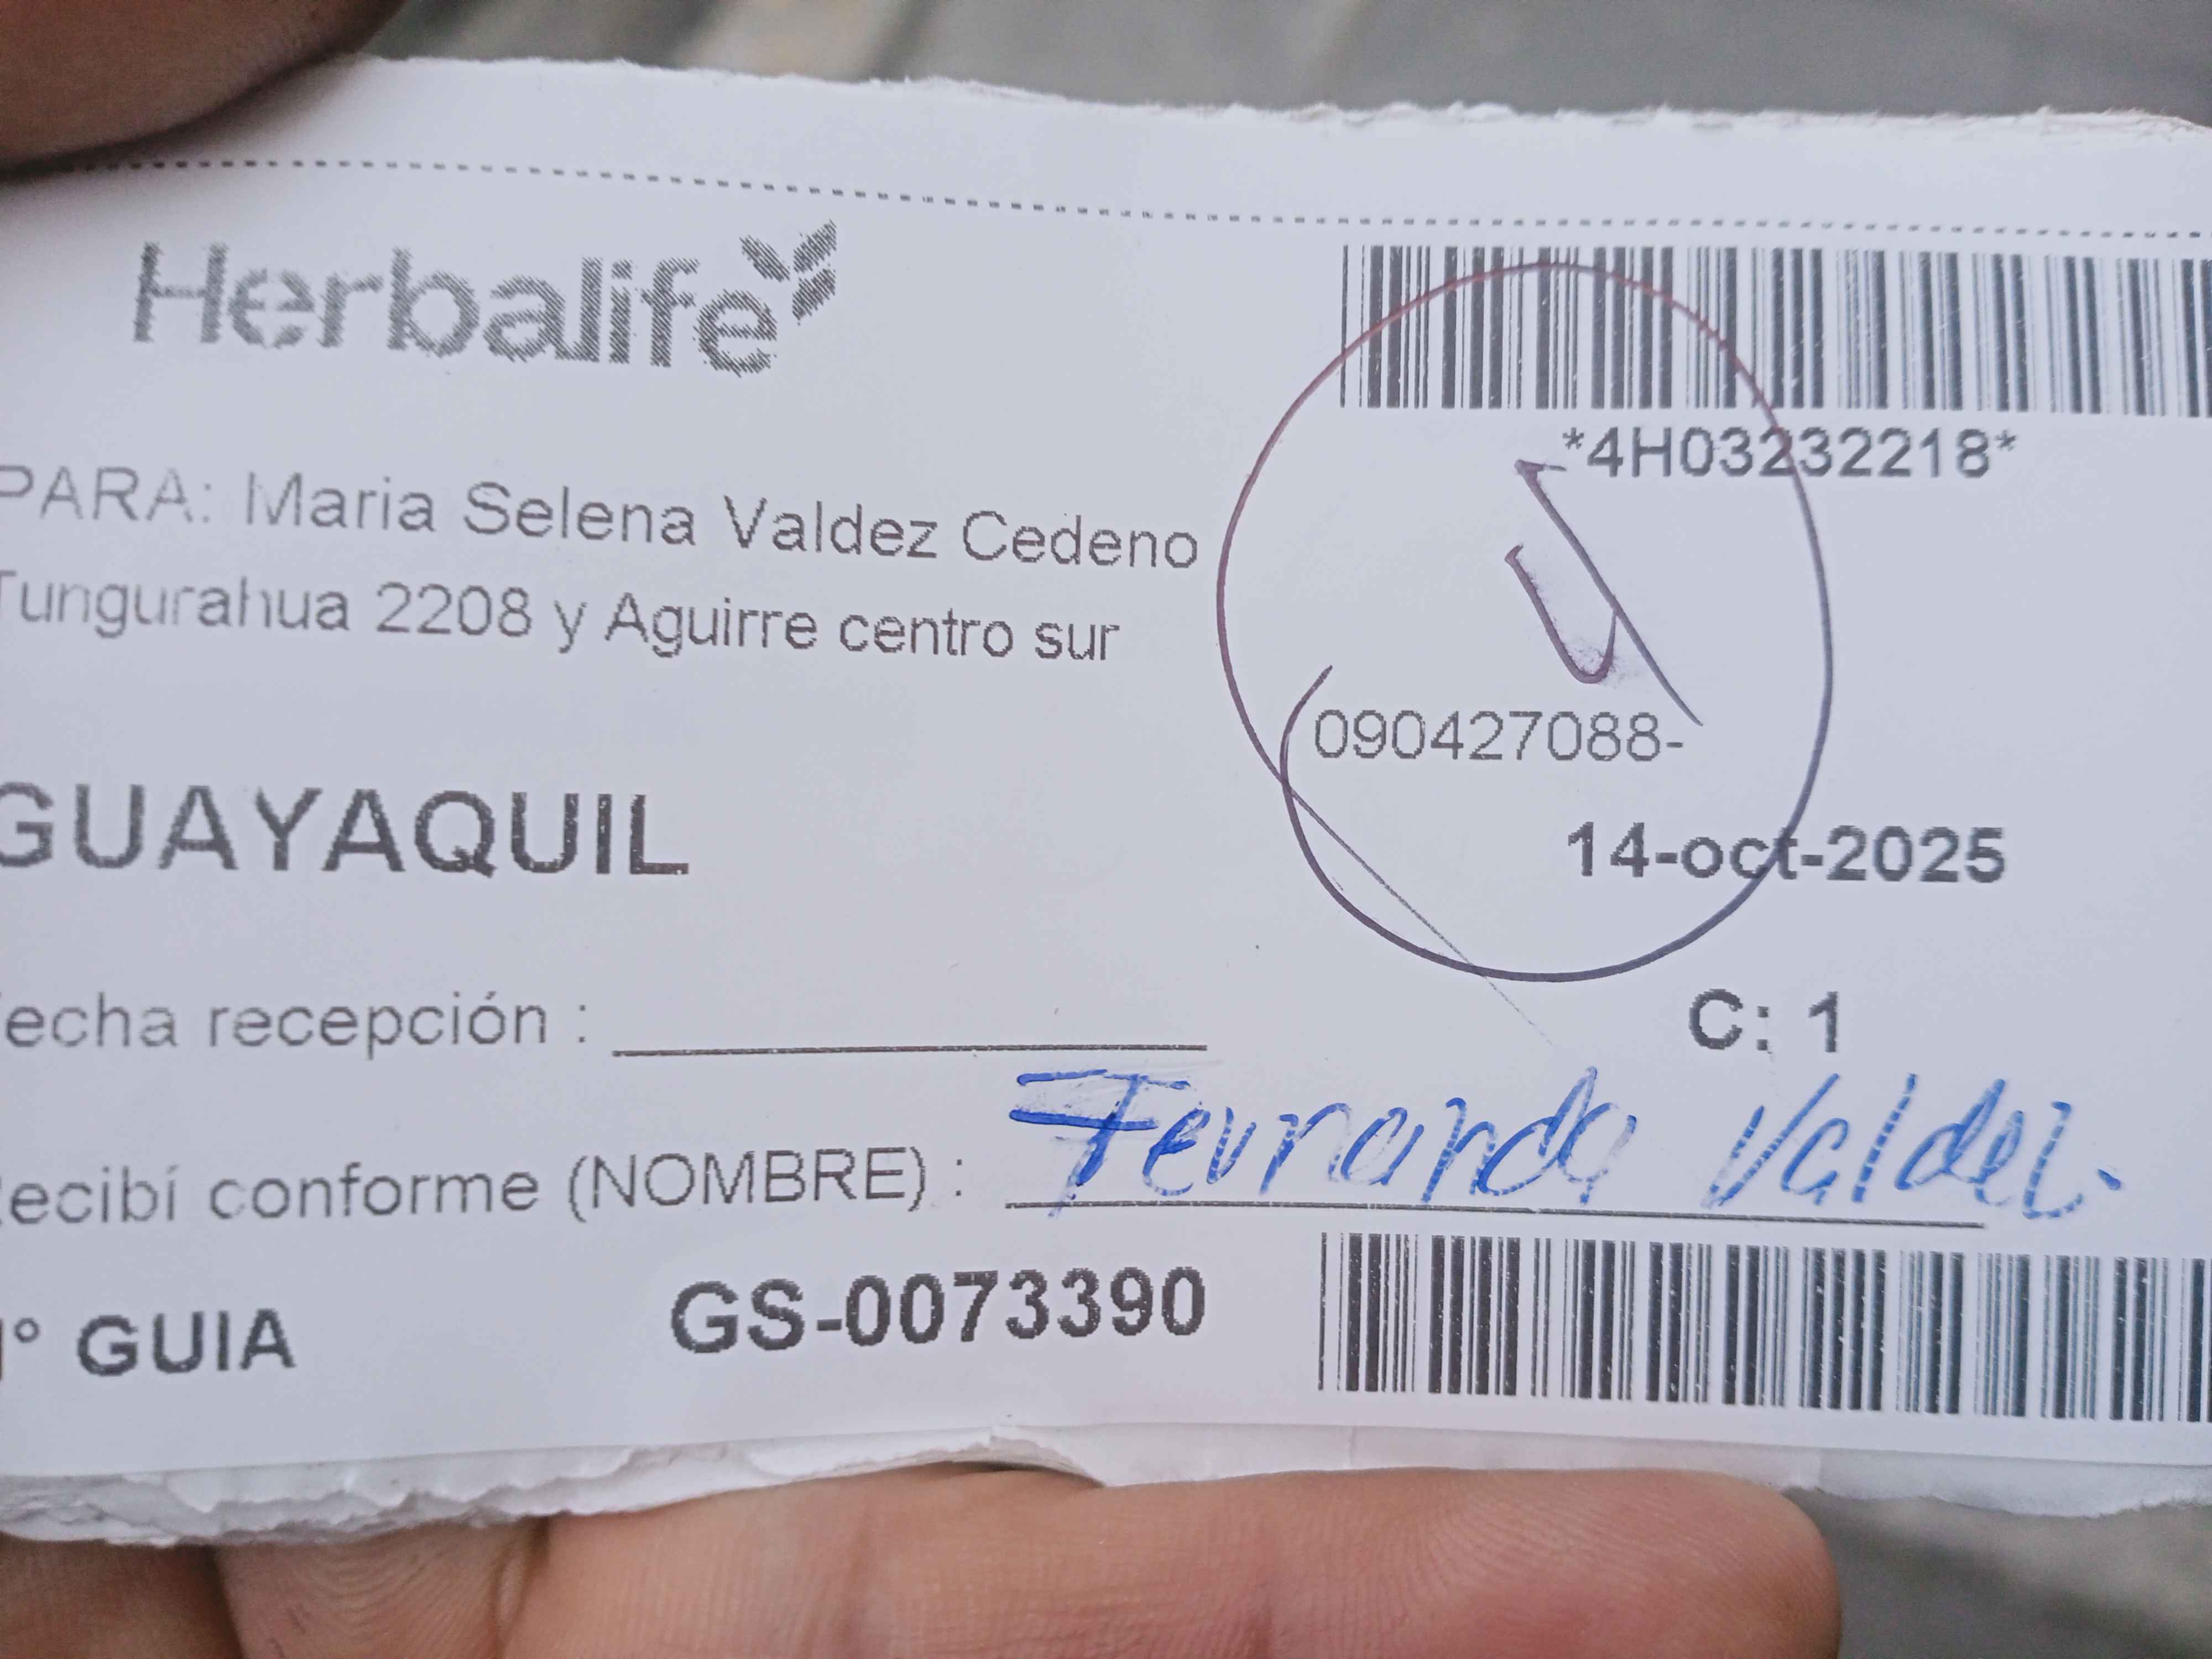 Herbalife
*4H03232218*
PARA: Maria Selena Valdez Cedeno
Tungurahua 2208 y Aguirre centro sur
090427088-
GUAYAQUIL
14-oct-2025
echa recepción :
C: 1
ecibí conforme (NOMBRE) : Fernanda Valdez.
° GUIA GS-0073390